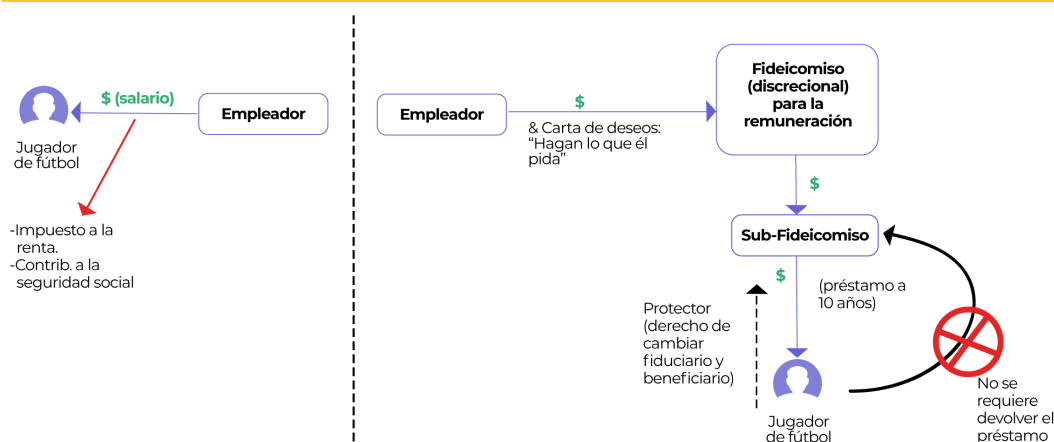 $ (salario)
Empleador
Jugador
de fútbol
-Impuesto a la
renta.
-Contrib. a la
seguridad social
Empleador
$
& Carta de deseos:
“Hagan lo que él
pida”
Fideicomiso
(discrecional)
para la
remuneración
$
Sub-Fideicomiso
$
(préstamo a
10 años)
Protector
(derecho de
cambiar
fiduciario y
beneficiario)
Jugador
de fútbol
No se
requiere
devolver el
préstamo